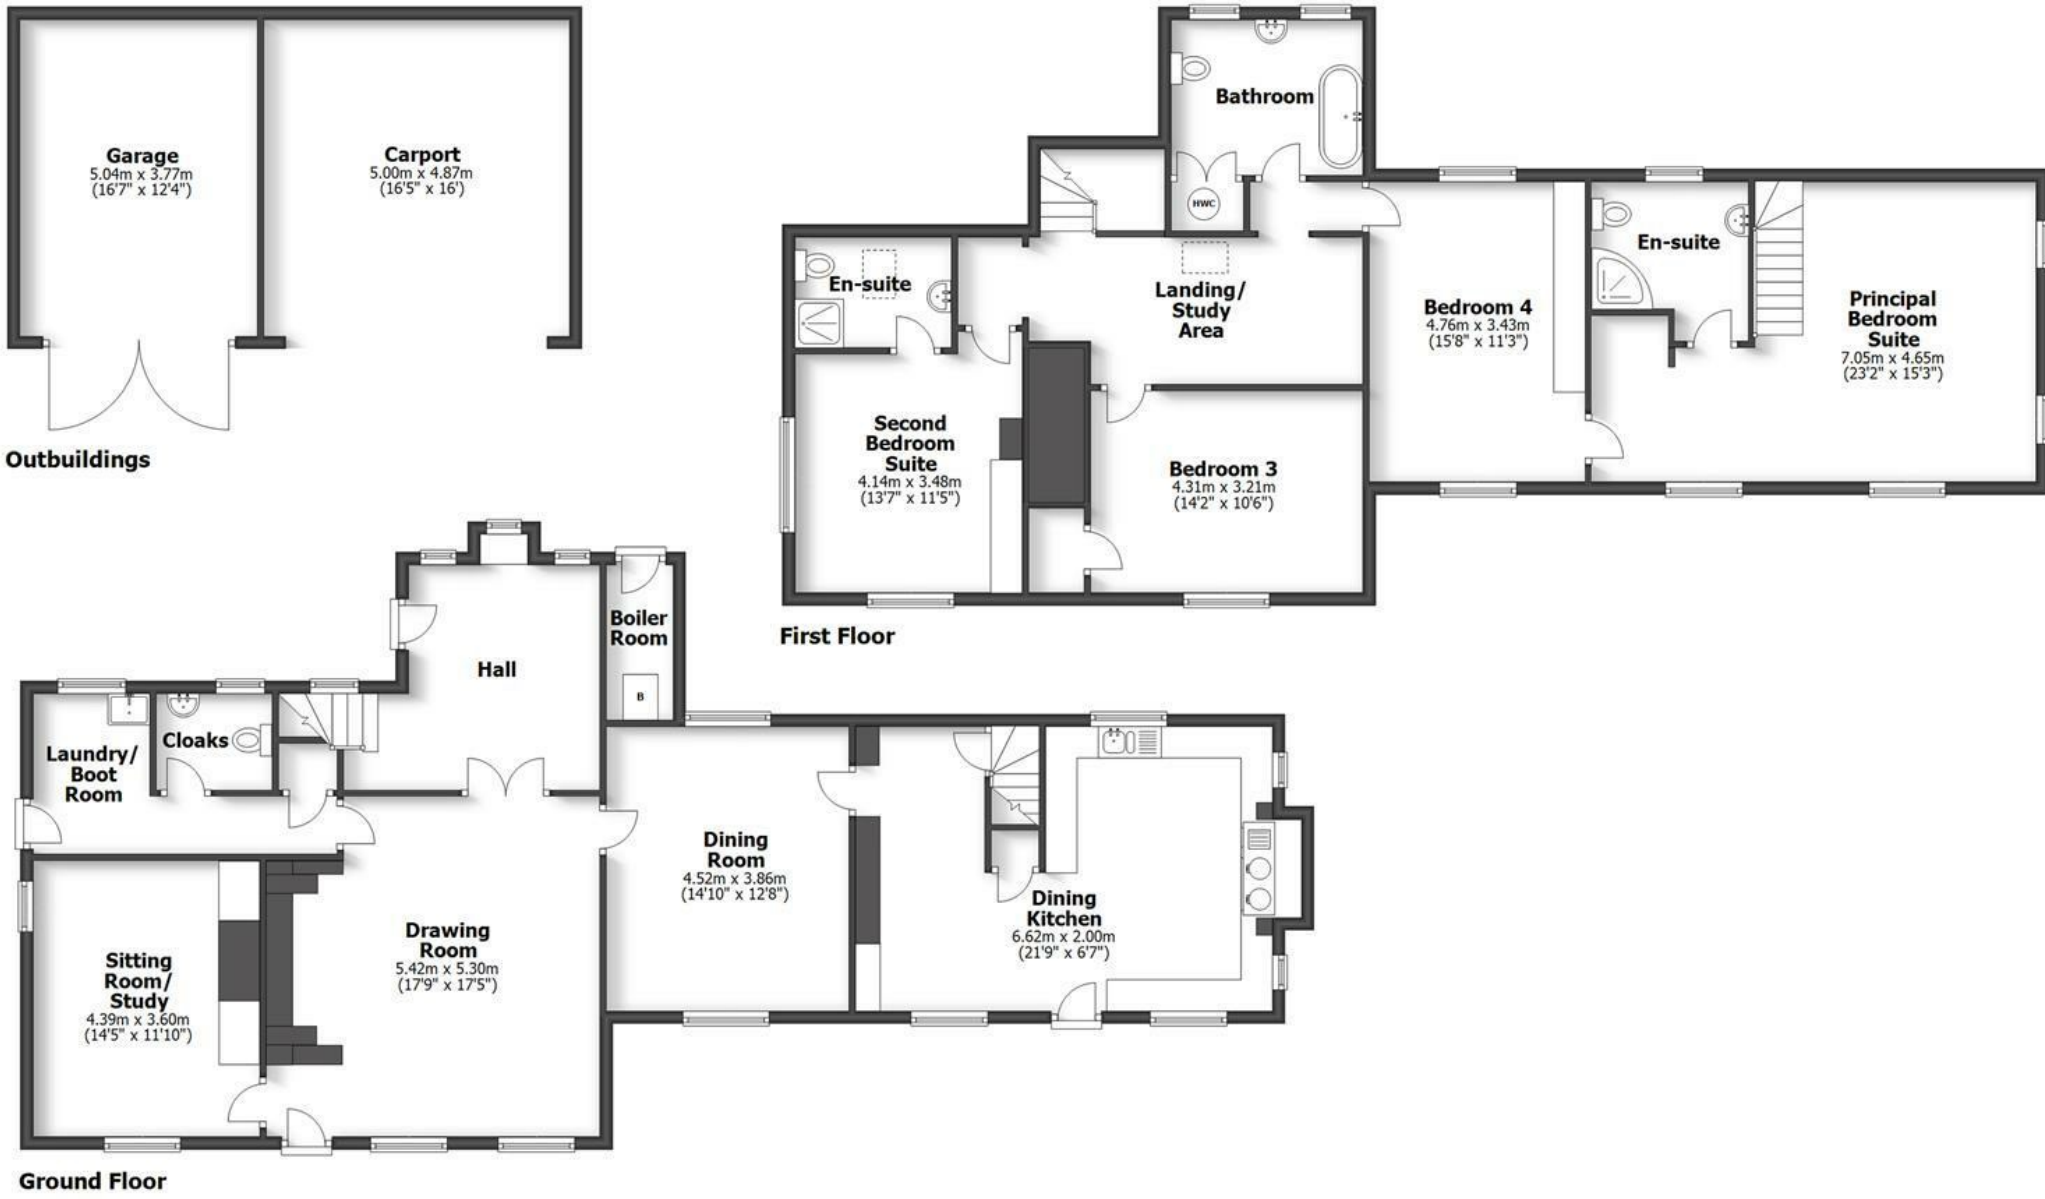 Garage
5.04m x 3.77m
(16'7" x 12'4")
Carport
5.00m x 4.87m
(16'5" x 16')
Outbuildings
Bathroom
HWC
En-suite
Landing/
Study
Area
Second
Bedroom
Suite
4.14m x 3.48m
(13'7" x 11'5")
Bedroom 3
4.31m x 3.21m
(14'2" x 10'6")
Bedroom 4
4.76m x 3.43m
(15'8" x 11'3")
En-suite
Principal
Bedroom
Suite
7.05m x 4.65m
(23'2" x 15'3")
First Floor
Boiler
Room
B
Hall
Laundry/
Boot
Room
Cloaks
Sitting
Room/
Study
4.39m x 3.60m
(14'5" x 11'10")
Drawing
Room
5.42m x 5.30m
(17'9" x 17'5")
Dining
Room
4.52m x 3.86m
(14'10" x 12'8")
Dining
Kitchen
6.62m x 2.00m
(21'9" x 6'7")
Ground Floor